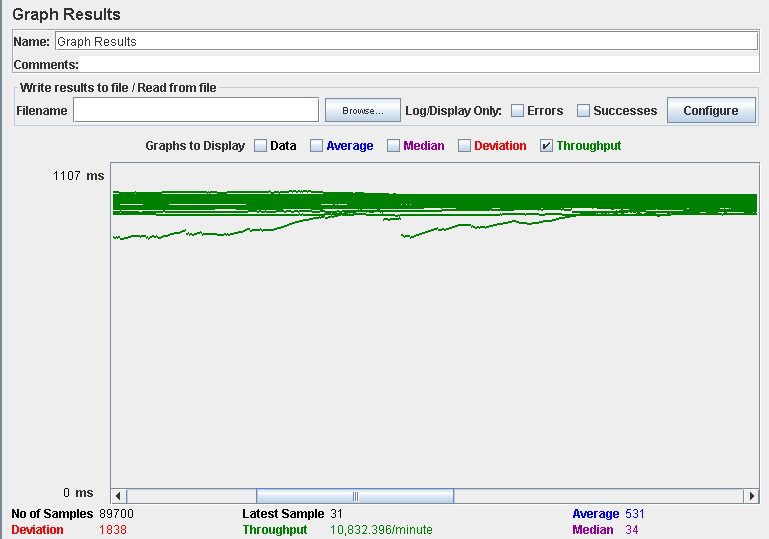 Graph Results
Name: Graph Results
Comments:
Write results to file / Read from file
Filename Browse... Log/Display Only: Errors Successes Configure
Graphs to Display Data Average Median Deviation Throughput
1107 ms
0 ms
No of Samples 89700 Latest Sample 31 Average 531
Deviation 1838 Throughput 10,832.396/minute Median 34